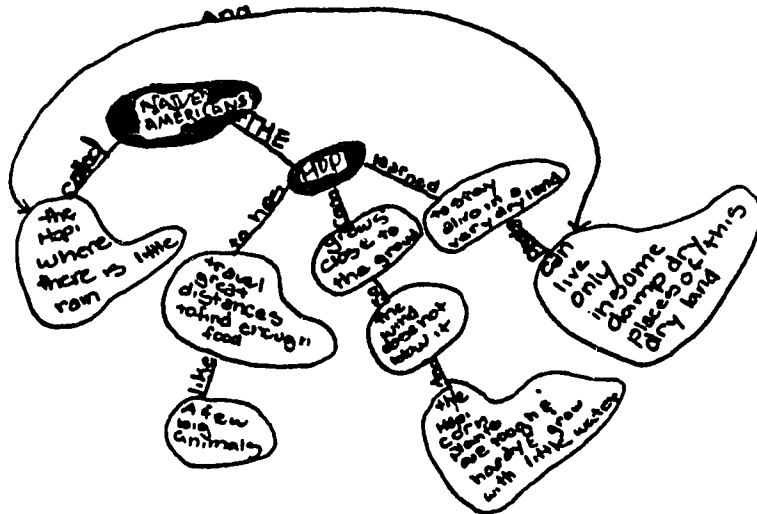 And
NATIVE
AMERICANS
called
THE
HOPI
learned
the
Hopi
where
there is little
rain
to has
travel
great
distances
to find enough
food
like
A few
big
animals
grows
close to
the ground
so
the
wind
does not
blow it
the
Hopi
corn
plants
are tough &
hardy & grow
with little water
to stay
alive in a
very dry land
can
live
only
in some
damp dry
places of this
dry land